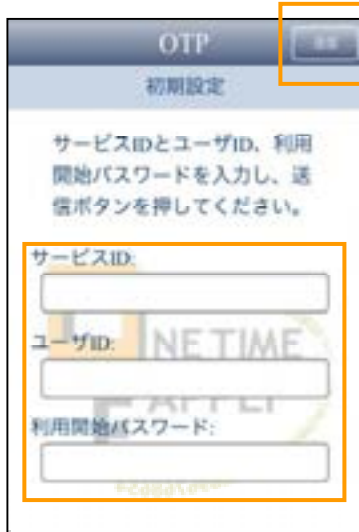 OTP
初期設定
サービスIDとユーザID、利用
開始パスワードを入力し、送
信ボタンを押してください。
サービスID:
ユーザID:
NE TIME
APPLI
利用開始パスワード: